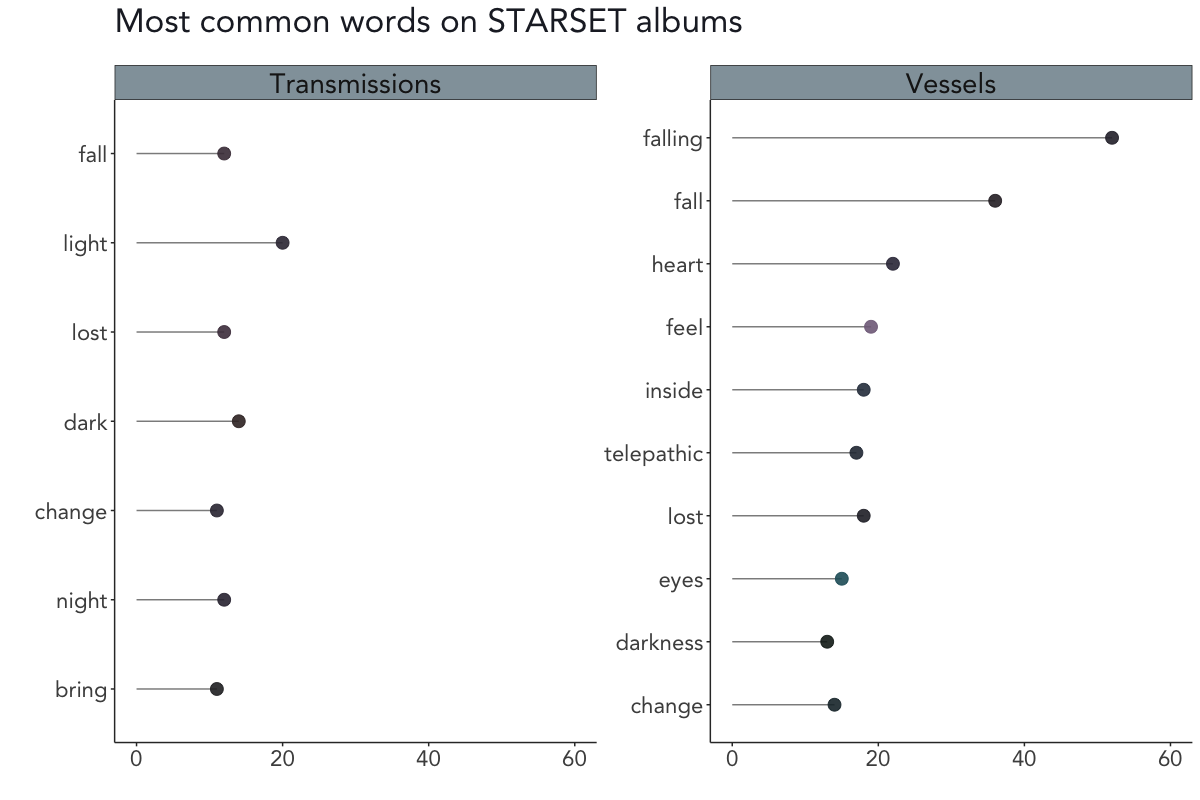 Most common words on STARSET albums
Transmissions
fall
light
lost
dark
change
night
bring
0 20 40 60
Vessels
falling
fall
heart
feel
inside
telepathic
lost
eyes
darkness
change
0 20 40 60